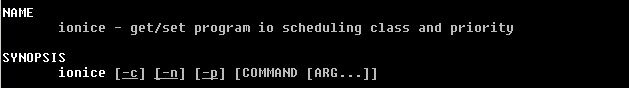 NAME
ionice - get/set program io scheduling class and priority
SYNOPSIS
ionice [-c] [-n] [-p] [COMMAND [ARG...]]